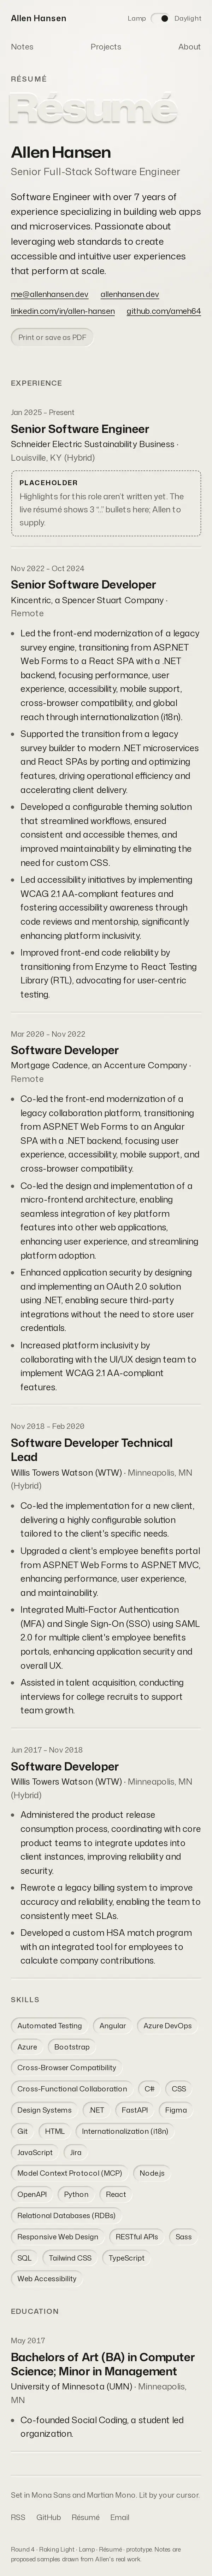 Allen Hansen
Lamp Daylight
Notes Projects About
RÉSUMÉ
Résumé
Allen Hansen
Senior Full-Stack Software Engineer
Software Engineer with over 7 years of
experience specializing in building web apps
and microservices. Passionate about
leveraging web standards to create
accessible and intuitive user experiences
that perform at scale.
me@allenhansen.dev allenhansen.dev
linkedin.com/in/allen-hansen github.com/ameh64
Print or save as PDF
EXPERIENCE
Jan 2025 – Present
Senior Software Engineer
Schneider Electric Sustainability Business ·
Louisville, KY (Hybrid)
PLACEHOLDER
Highlights for this role aren't written yet. The
live résumé shows 3 “..” bullets here; Allen to
supply.
Nov 2022 – Oct 2024
Senior Software Developer
Kincentric, a Spencer Stuart Company ·
Remote
• Led the front-end modernization of a legacy
survey engine, transitioning from ASP.NET
Web Forms to a React SPA with a .NET
backend, focusing performance, user
experience, accessibility, mobile support,
cross-browser compatibility, and global
reach through internationalization (i18n).
• Supported the transition from a legacy
survey builder to modern .NET microservices
and React SPAs by porting and optimizing
features, driving operational efficiency and
accelerating client delivery.
• Developed a configurable theming solution
that streamlined workflows, ensured
consistent and accessible themes, and
improved maintainability by eliminating the
need for custom CSS.
• Led accessibility initiatives by implementing
WCAG 2.1 AA-compliant features and
fostering accessibility awareness through
code reviews and mentorship, significantly
enhancing platform inclusivity.
• Improved front-end code reliability by
transitioning from Enzyme to React Testing
Library (RTL), advocating for user-centric
testing.
Mar 2020 – Nov 2022
Software Developer
Mortgage Cadence, an Accenture Company ·
Remote
• Co-led the front-end modernization of a
legacy collaboration platform, transitioning
from ASP.NET Web Forms to an Angular
SPA with a .NET backend, focusing user
experience, accessibility, mobile support, and
cross-browser compatibility.
• Co-led the design and implementation of a
micro-frontend architecture, enabling
seamless integration of key platform
features into other web applications,
enhancing user experience, and streamlining
platform adoption.
• Enhanced application security by designing
and implementing an OAuth 2.0 solution
using .NET, enabling secure third-party
integrations without the need to store user
credentials.
• Increased platform inclusivity by
collaborating with the UI/UX design team to
implement WCAG 2.1 AA-compliant
features.
Nov 2018 – Feb 2020
Software Developer Technical
Lead
Willis Towers Watson (WTW) · Minneapolis, MN
(Hybrid)
• Co-led the implementation for a new client,
delivering a highly configurable solution
tailored to the client's specific needs.
• Upgraded a client's employee benefits portal
from ASP.NET Web Forms to ASP.NET MVC,
enhancing performance, user experience,
and maintainability.
• Integrated Multi-Factor Authentication
(MFA) and Single Sign-On (SSO) using SAML
2.0 for multiple client's employee benefits
portals, enhancing application security and
overall UX.
• Assisted in talent acquisition, conducting
interviews for college recruits to support
team growth.
Jun 2017 – Nov 2018
Software Developer
Willis Towers Watson (WTW) · Minneapolis, MN
(Hybrid)
• Administered the product release
consumption process, coordinating with core
product teams to integrate updates into
client instances, improving reliability and
security.
• Rewrote a legacy billing system to improve
accuracy and reliability, enabling the team to
consistently meet SLAs.
• Developed a custom HSA match program
with an integrated tool for employees to
calculate company contributions.
SKILLS
Automated Testing Angular Azure DevOps
Azure Bootstrap
Cross-Browser Compatibility
Cross-Functional Collaboration C# CSS
Design Systems .NET FastAPI Figma
Git HTML Internationalization (i18n)
JavaScript Jira
Model Context Protocol (MCP) Node.js
OpenAPI Python React
Relational Databases (RDBs)
Responsive Web Design RESTful APIs Sass
SQL Tailwind CSS TypeScript
Web Accessibility
EDUCATION
May 2017
Bachelors of Art (BA) in Computer
Science; Minor in Management
University of Minnesota (UMN) · Minneapolis,
MN
• Co-founded Social Coding, a student led
organization.
Set in Mona Sans and Martian Mono. Lit by your cursor.
RSS GitHub Résumé Email
Round 4 · Raking Light · Lamp · Résumé · prototype. Notes are
proposed samples drawn from Allen's real work.